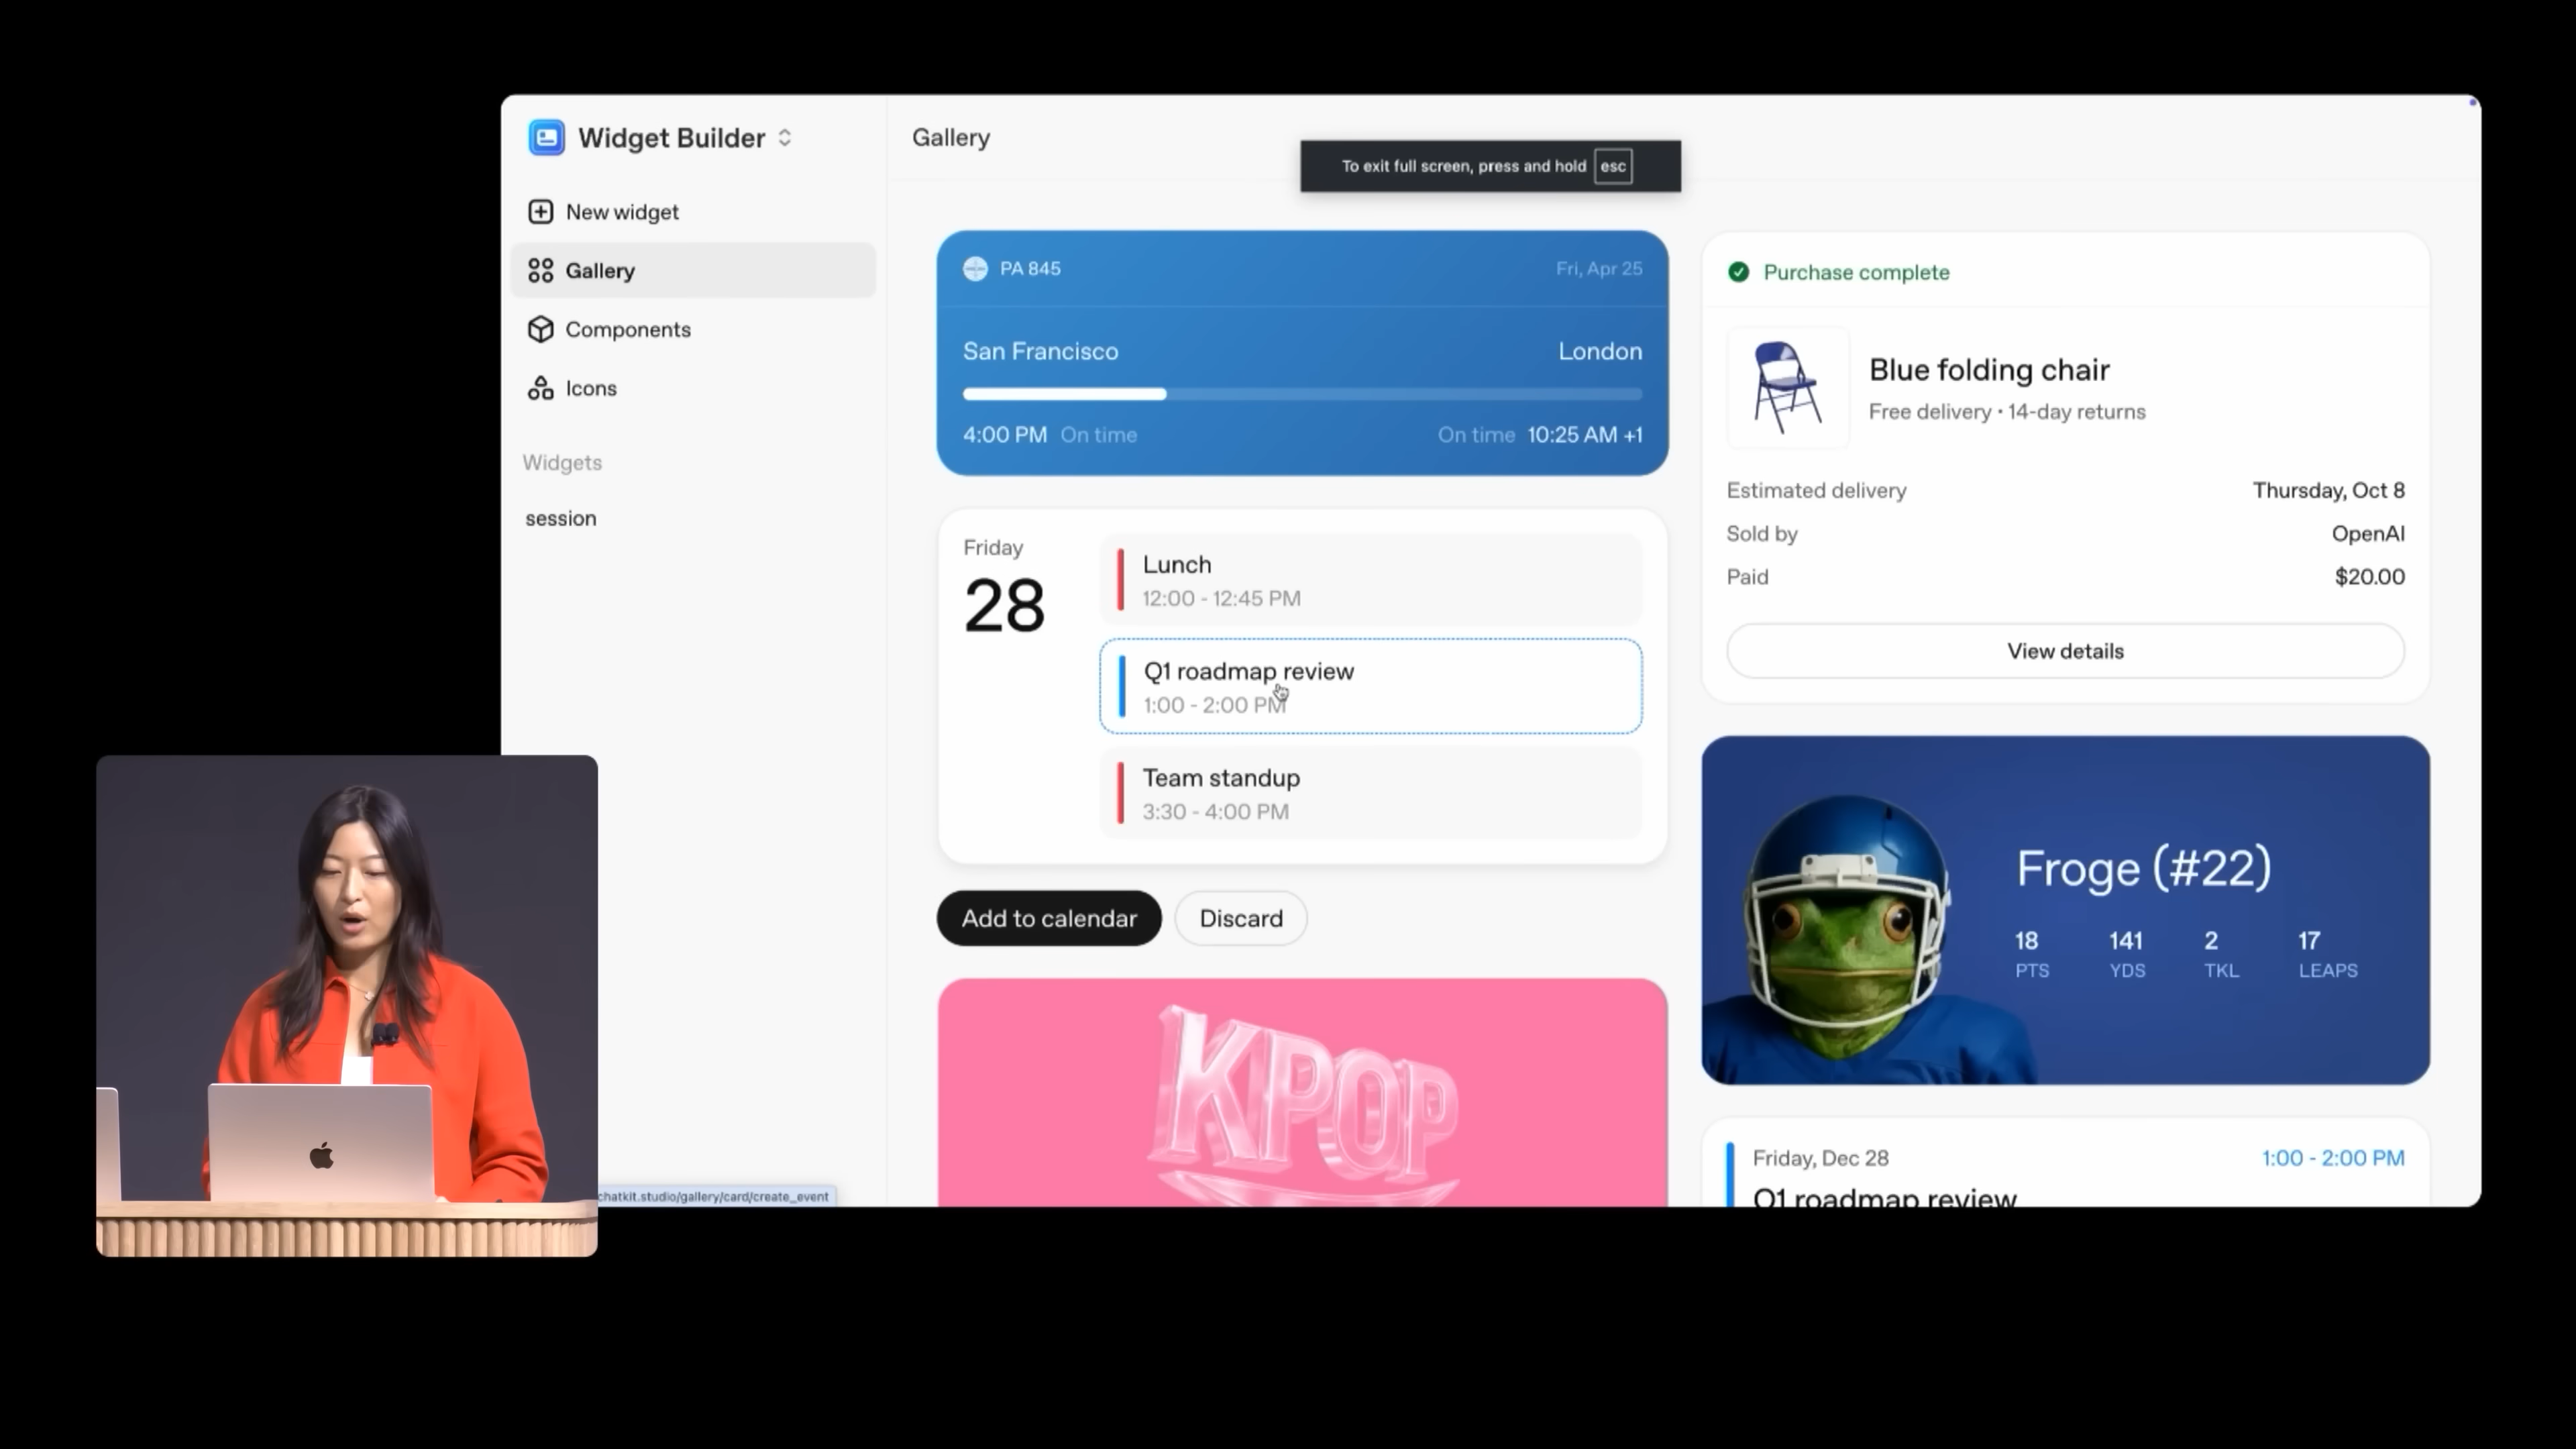 Widget Builder
New widget
Gallery
Components
Icons
Widgets
session
Gallery
To exit full screen, press and hold esc
PA 845 Fri, Apr 25
San Francisco London
4:00 PM On time On time 10:25 AM +1
Friday
28
Lunch
12:00 - 12:45 PM
Q1 roadmap review
1:00 - 2:00 PM
Team standup
3:30 - 4:00 PM
Add to calendar Discard
KPOP
Purchase complete
Blue folding chair
Free delivery • 14-day returns
Estimated delivery Thursday, Oct 8
Sold by OpenAI
Paid $20.00
View details
Froge (#22)
18 141 2 17
PTS YDS TKL LEAPS
Friday, Dec 28 1:00 - 2:00 PM
Q1 roadmap review
chatkit.studio/gallery/card/create_event